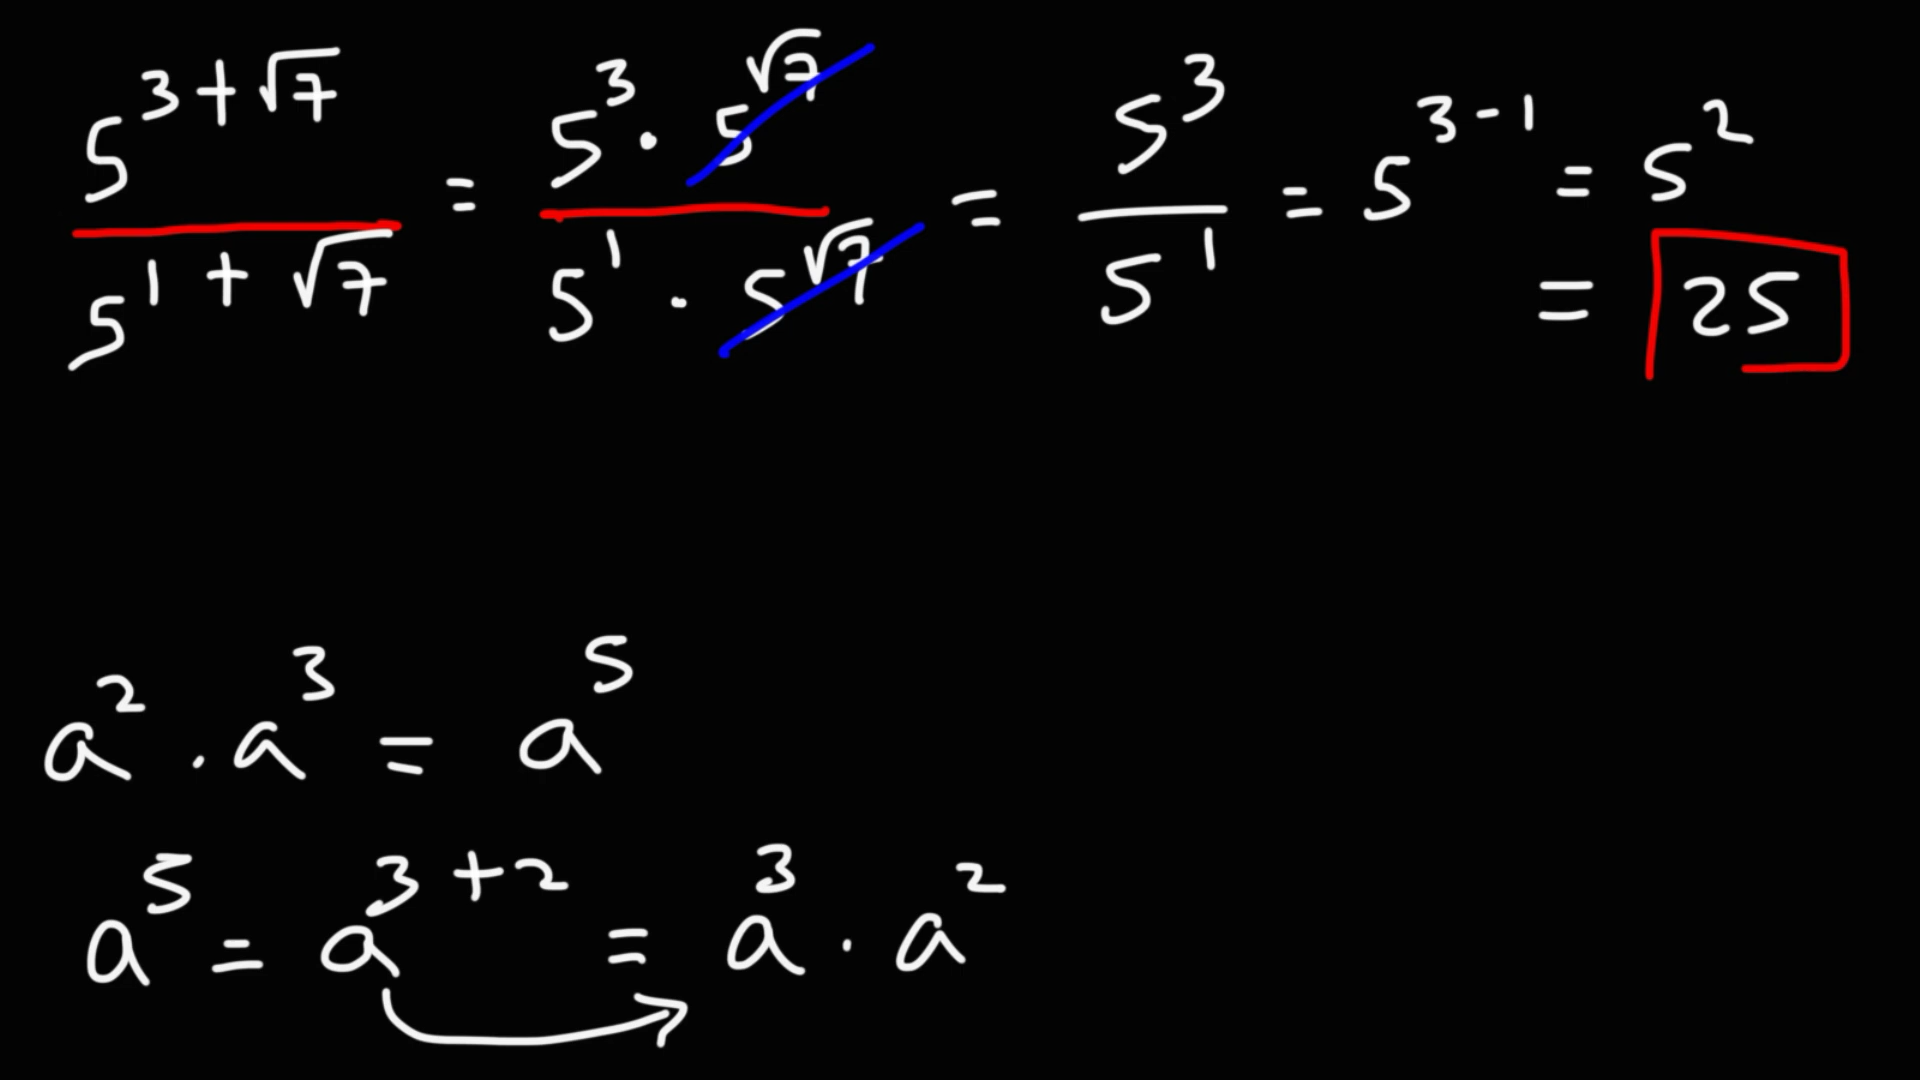 5^{3+√7} / 5^{1+√7} = 5^3 · 5^{√7} / 5^1 · 5^{√7} = 5^3 / 5^1 = 5^{3-1} = 5^2
= 25
a^2 · a^3 = a^5
a^5 = a^{3+2} = a^3 · a^2